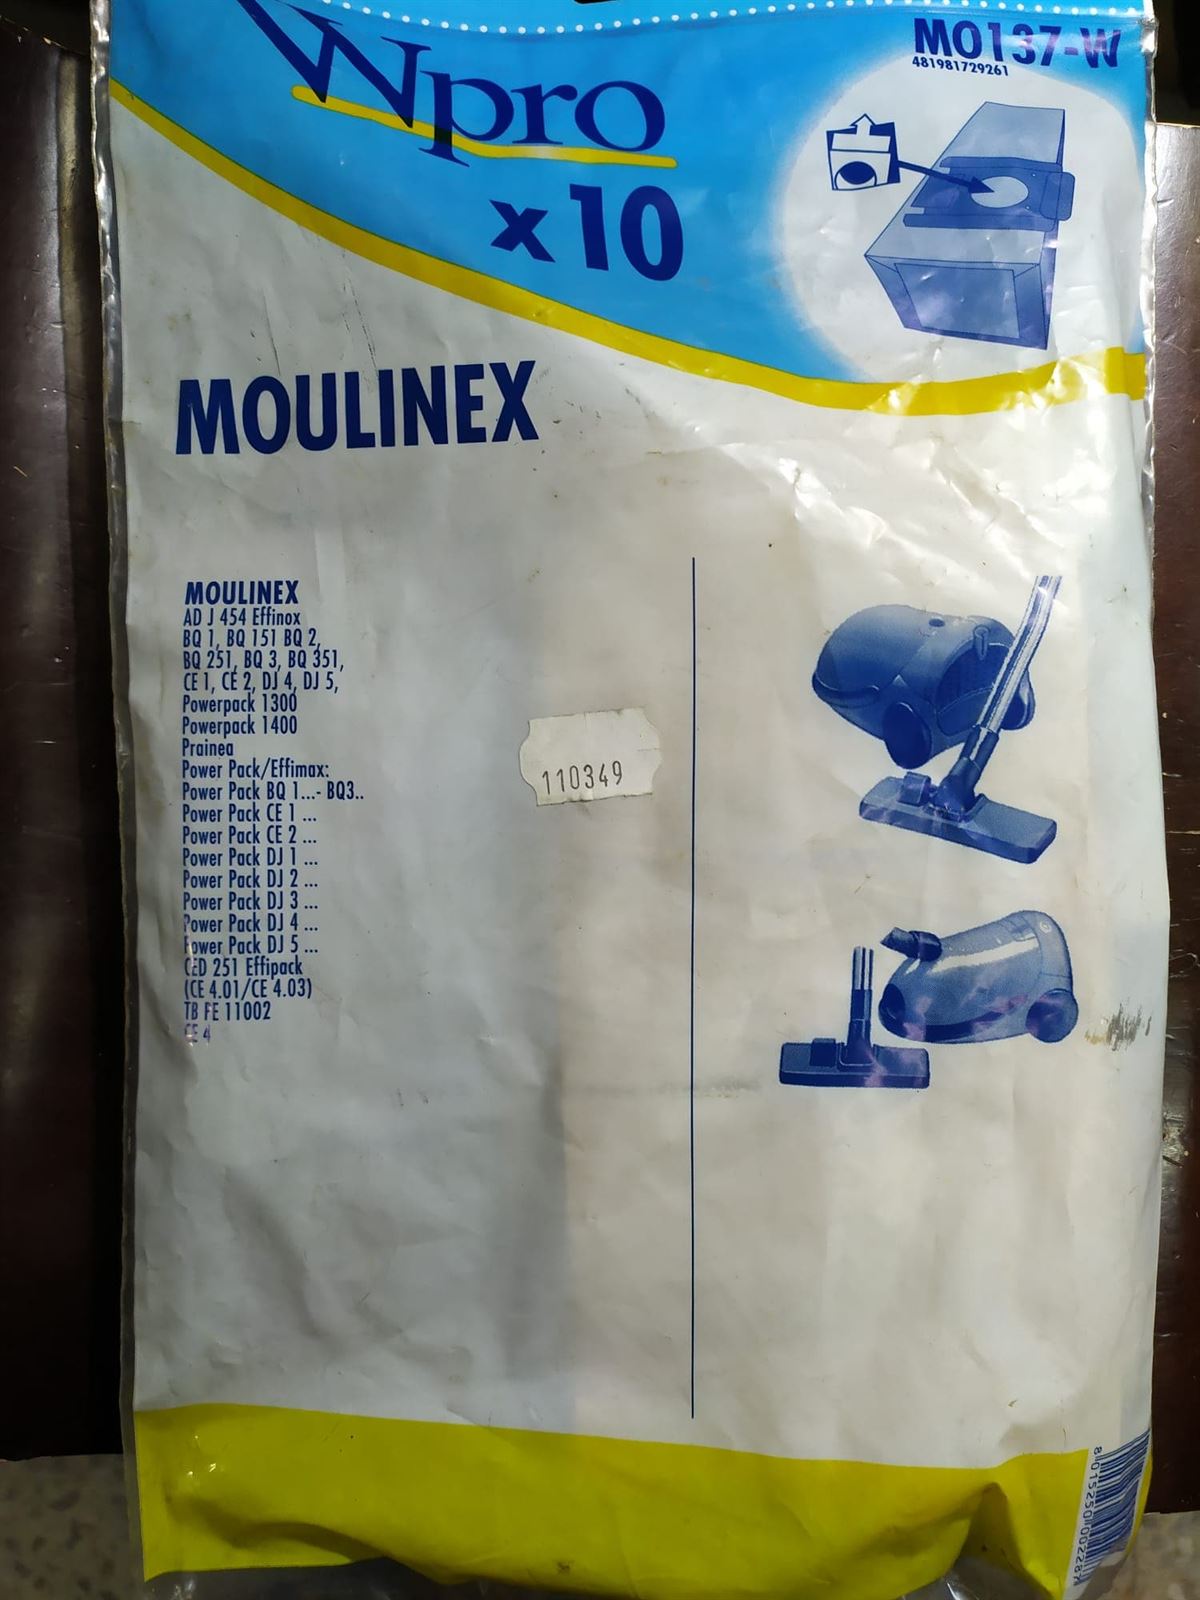 Wpro
x10
MO137-W
481981729261
MOULINEX
MOULINEX
AD J 454 Effinox
BQ 1, BQ 151 BQ 2,
BQ 251, BQ 3, BQ 351,
CE 1, CE 2, DJ 4, DJ 5,
Powerpack 1300
Powerpack 1400
Prainea
Power Pack/Effimax:
Power Pack BQ 1...- BQ3..
Power Pack CE 1 ...
Power Pack CE 2 ...
Power Pack DJ 1 ...
Power Pack DJ 2 ...
Power Pack DJ 3 ...
Power Pack DJ 4 ...
Power Pack DJ 5 ...
CED 251 Effipack
(CE 4.01/CE 4.03)
TB FE 11002
CE 4
110349